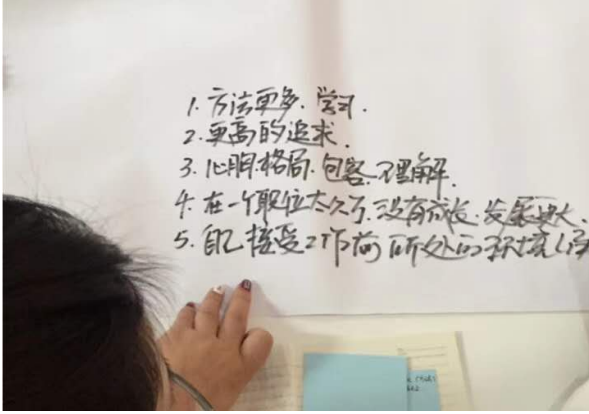 1. 方法更多. 学习.
2. 更高的追求.
3. 心胸. 格局. 包容. 理解.
4. 在一个职位太久了. 没有成长. 发展
5. 自己接受工作前所处的环境